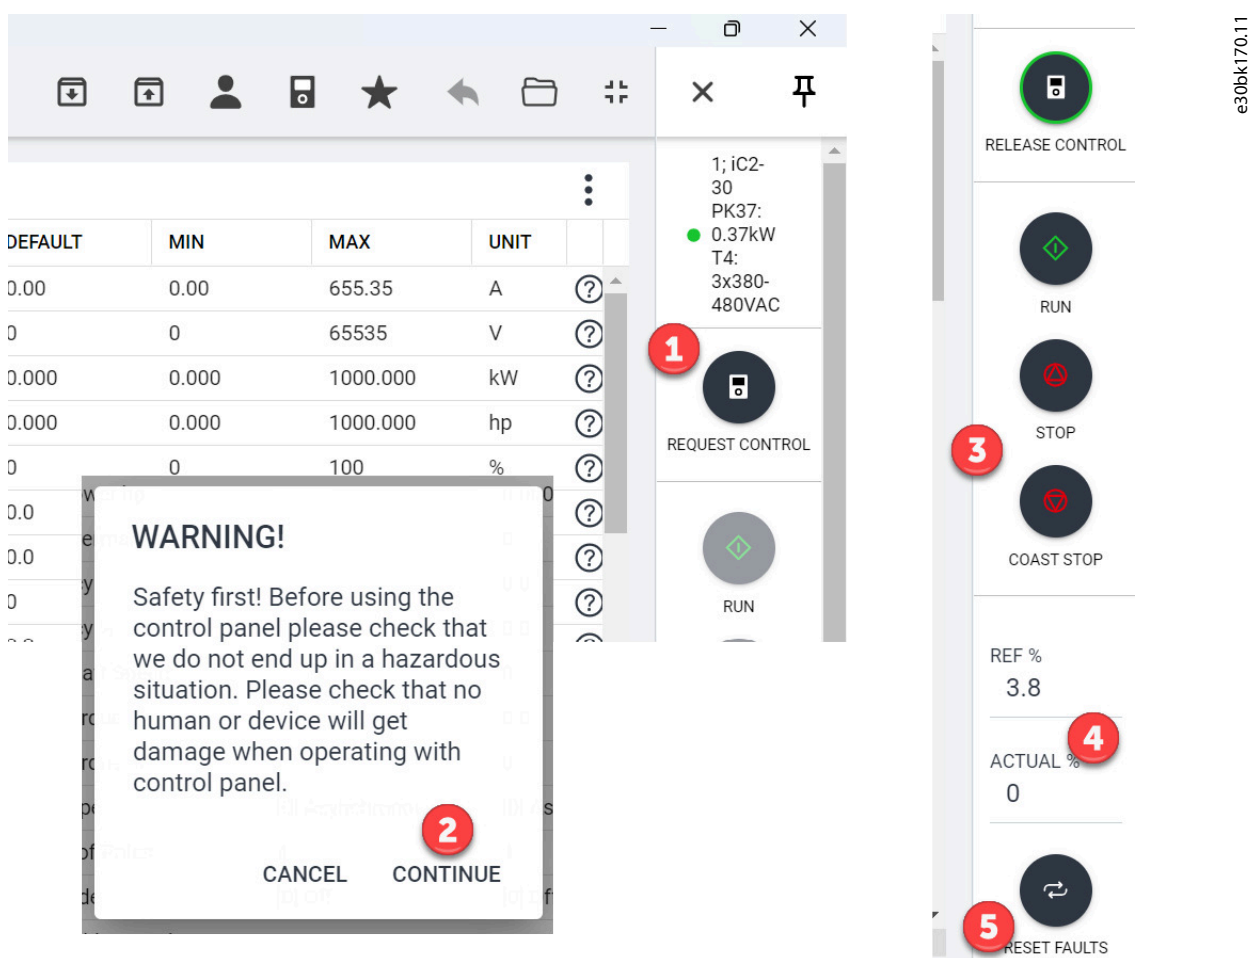 DEFAULT MIN MAX UNIT
0.00 0.00 655.35 A
0 0 65535 V
0.000 0.000 1000.000 kW
0.000 0.000 1000.000 hp
0 0 100 %
0.0
0.0
0
1; iC2-
30
PK37:
0.37kW
T4:
3x380-
480VAC
1
REQUEST CONTROL
RUN
WARNING!
Safety first! Before using the
control panel please check that
we do not end up in a hazardous
situation. Please check that no
human or device will get
damage when operating with
control panel.
2
CANCEL CONTINUE
RELEASE CONTROL
RUN
STOP
3
COAST STOP
REF %
3.8
4
ACTUAL %
0
5
RESET FAULTS
e30bk170.11